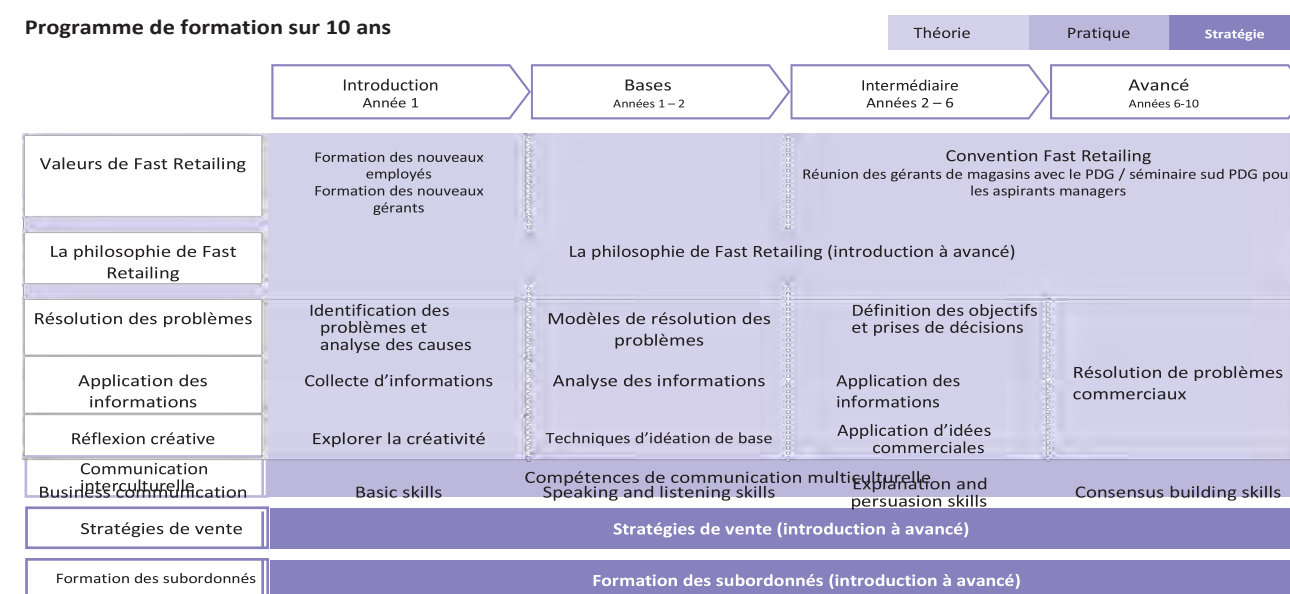 Programme de formation sur 10 ans
Théorie
Pratique
Stratégie
Introduction
Année 1
Bases
Années 1 – 2
Intermédiaire
Années 2 – 6
Avancé
Années 6-10
Valeurs de Fast Retailing
Formation des nouveaux
employés
Formation des nouveaux
gérants
Convention Fast Retailing
Réunion des gérants de magasins avec le PDG / séminaire sud PDG pour
les aspirants managers
La philosophie de Fast
Retailing
La philosophie de Fast Retailing (introduction à avancé)
Résolution des problèmes
Identification des
problèmes et
analyse des causes
Modèles de résolution des
problèmes
Définition des objectifs
et prises de décisions
Application des
informations
Collecte d’informations
Analyse des informations
Application des
informations
Résolution de problèmes
commerciaux
Réflexion créative
Explorer la créativité
Techniques d’idéation de base
Application d’idées
commerciales
Communication
interculturelle
Compétences de communication multiculturelle
Business communication
Basic skills
Speaking and listening skills
Explanation and
persuasion skills
Consensus building skills
Stratégies de vente
Stratégies de vente (introduction à avancé)
Formation des subordonnés
Formation des subordonnés (introduction à avancé)